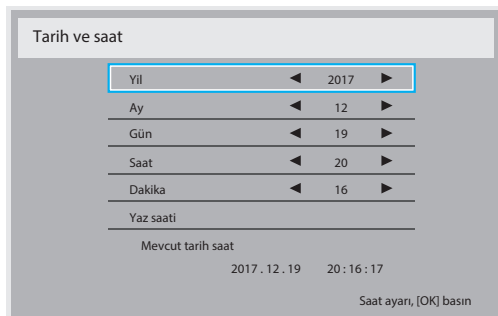 Tarih ve saat
Yil ◀ 2017 ▶
Ay ◀ 12 ▶
Gün ◀ 19 ▶
Saat ◀ 20 ▶
Dakika ◀ 16 ▶
Yaz saati
Mevcut tarih saat
2017 . 12 . 19 20 : 16 : 17
Saat ayarı, [OK] basın